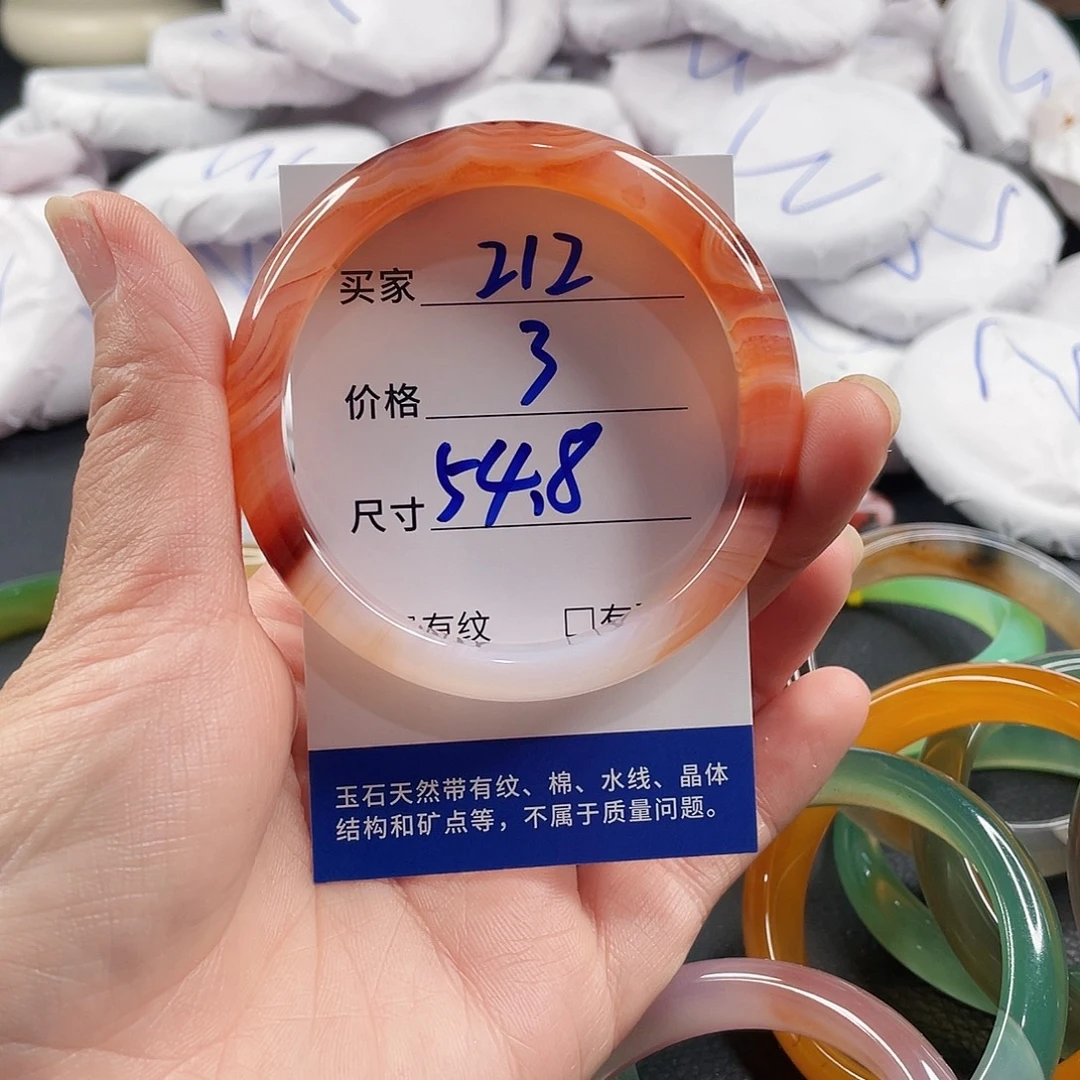 买家 212
价格 3
尺寸 54.8
有纹 □有
玉石天然带有纹、棉、水线、晶体
结构和矿点等，不属于质量问题。